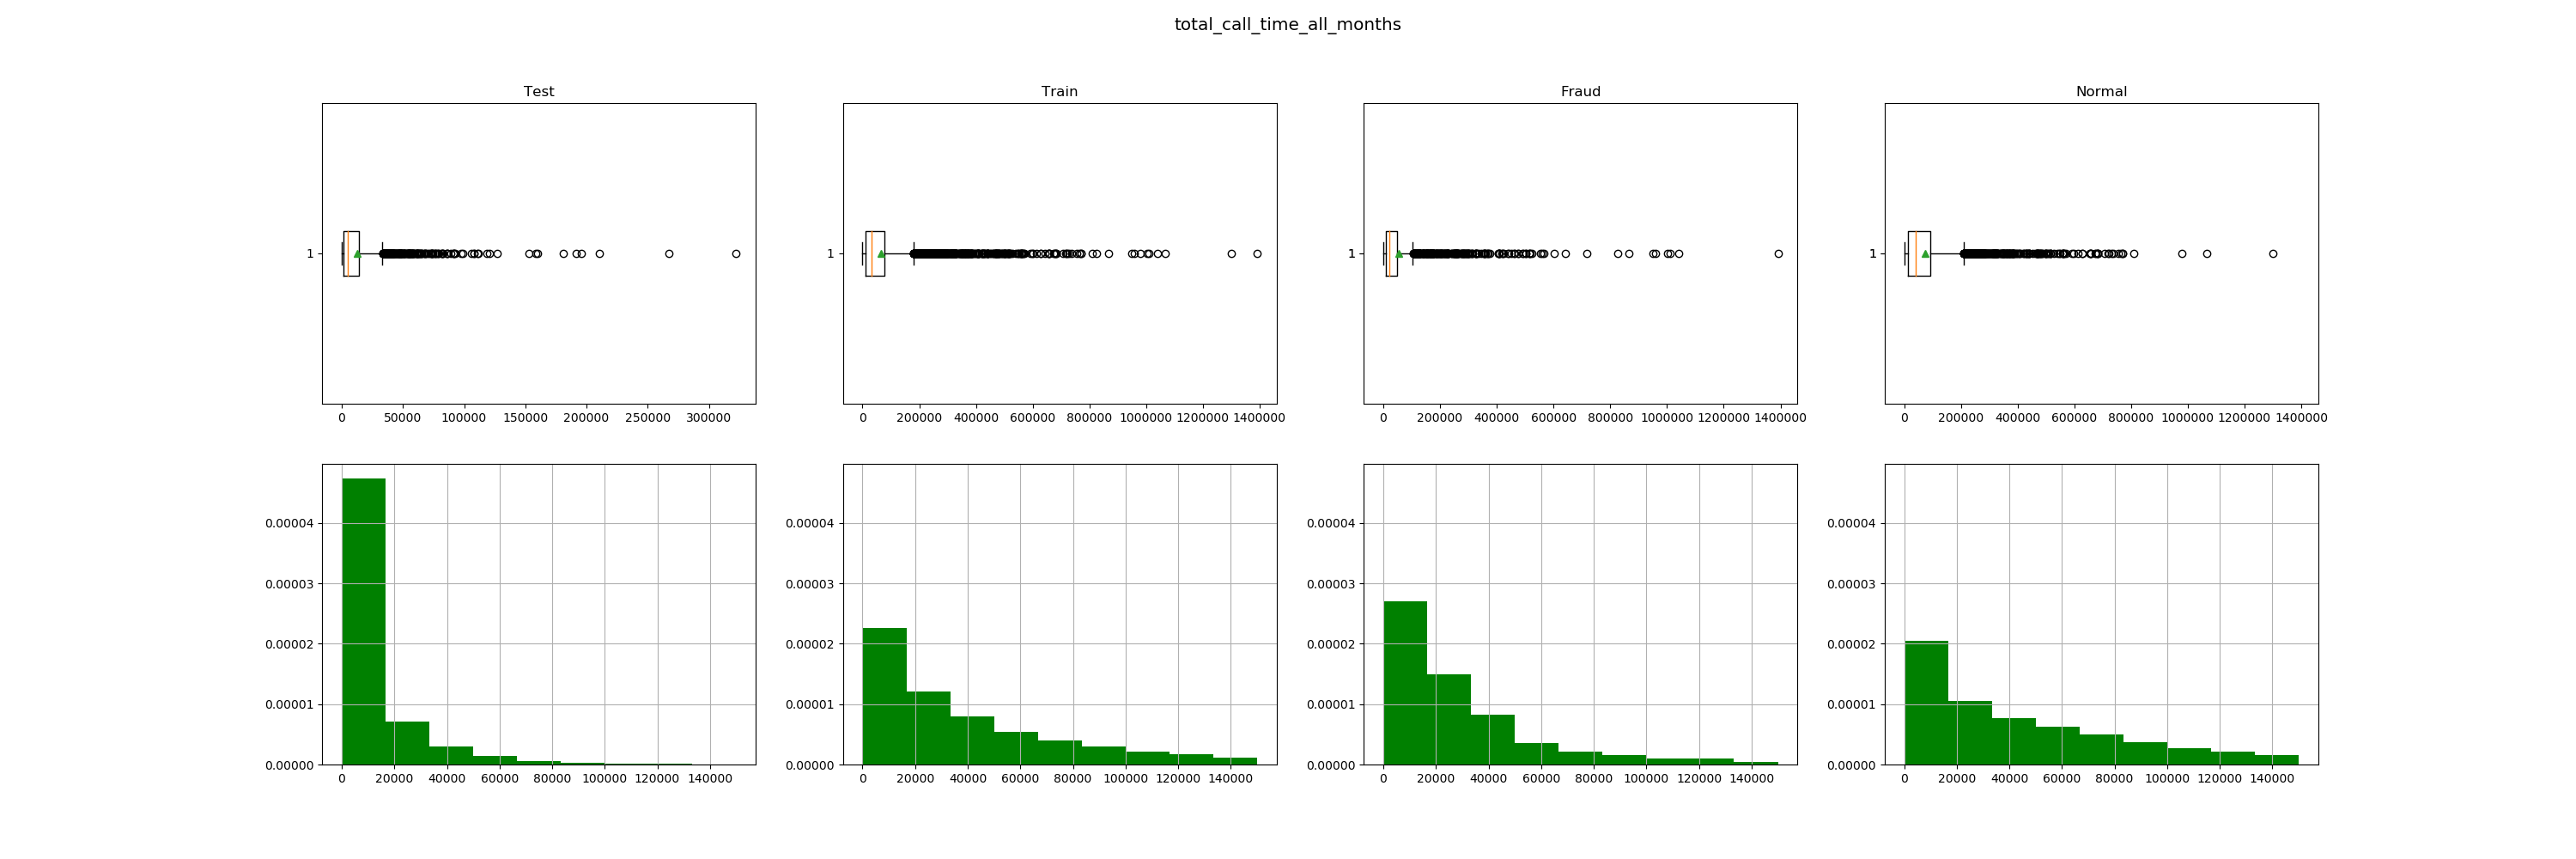 total_call_time_all_months
Test Train Fraud Normal
1 1 1 1
0 50000 100000 150000 200000 250000 300000 0 200000 400000 600000 800000 1000000 1200000 1400000 0 200000 400000 600000 800000 1000000 1200000 1400000 0 200000 400000 600000 800000 1000000 1200000 1400000
0.00004 0.00004 0.00004 0.00004
0.00003 0.00003 0.00003 0.00003
0.00002 0.00002 0.00002 0.00002
0.00001 0.00001 0.00001 0.00001
0.00000 0.00000 0.00000 0.00000
0 20000 40000 60000 80000 100000 120000 140000 0 20000 40000 60000 80000 100000 120000 140000 0 20000 40000 60000 80000 100000 120000 140000 0 20000 40000 60000 80000 100000 120000 140000